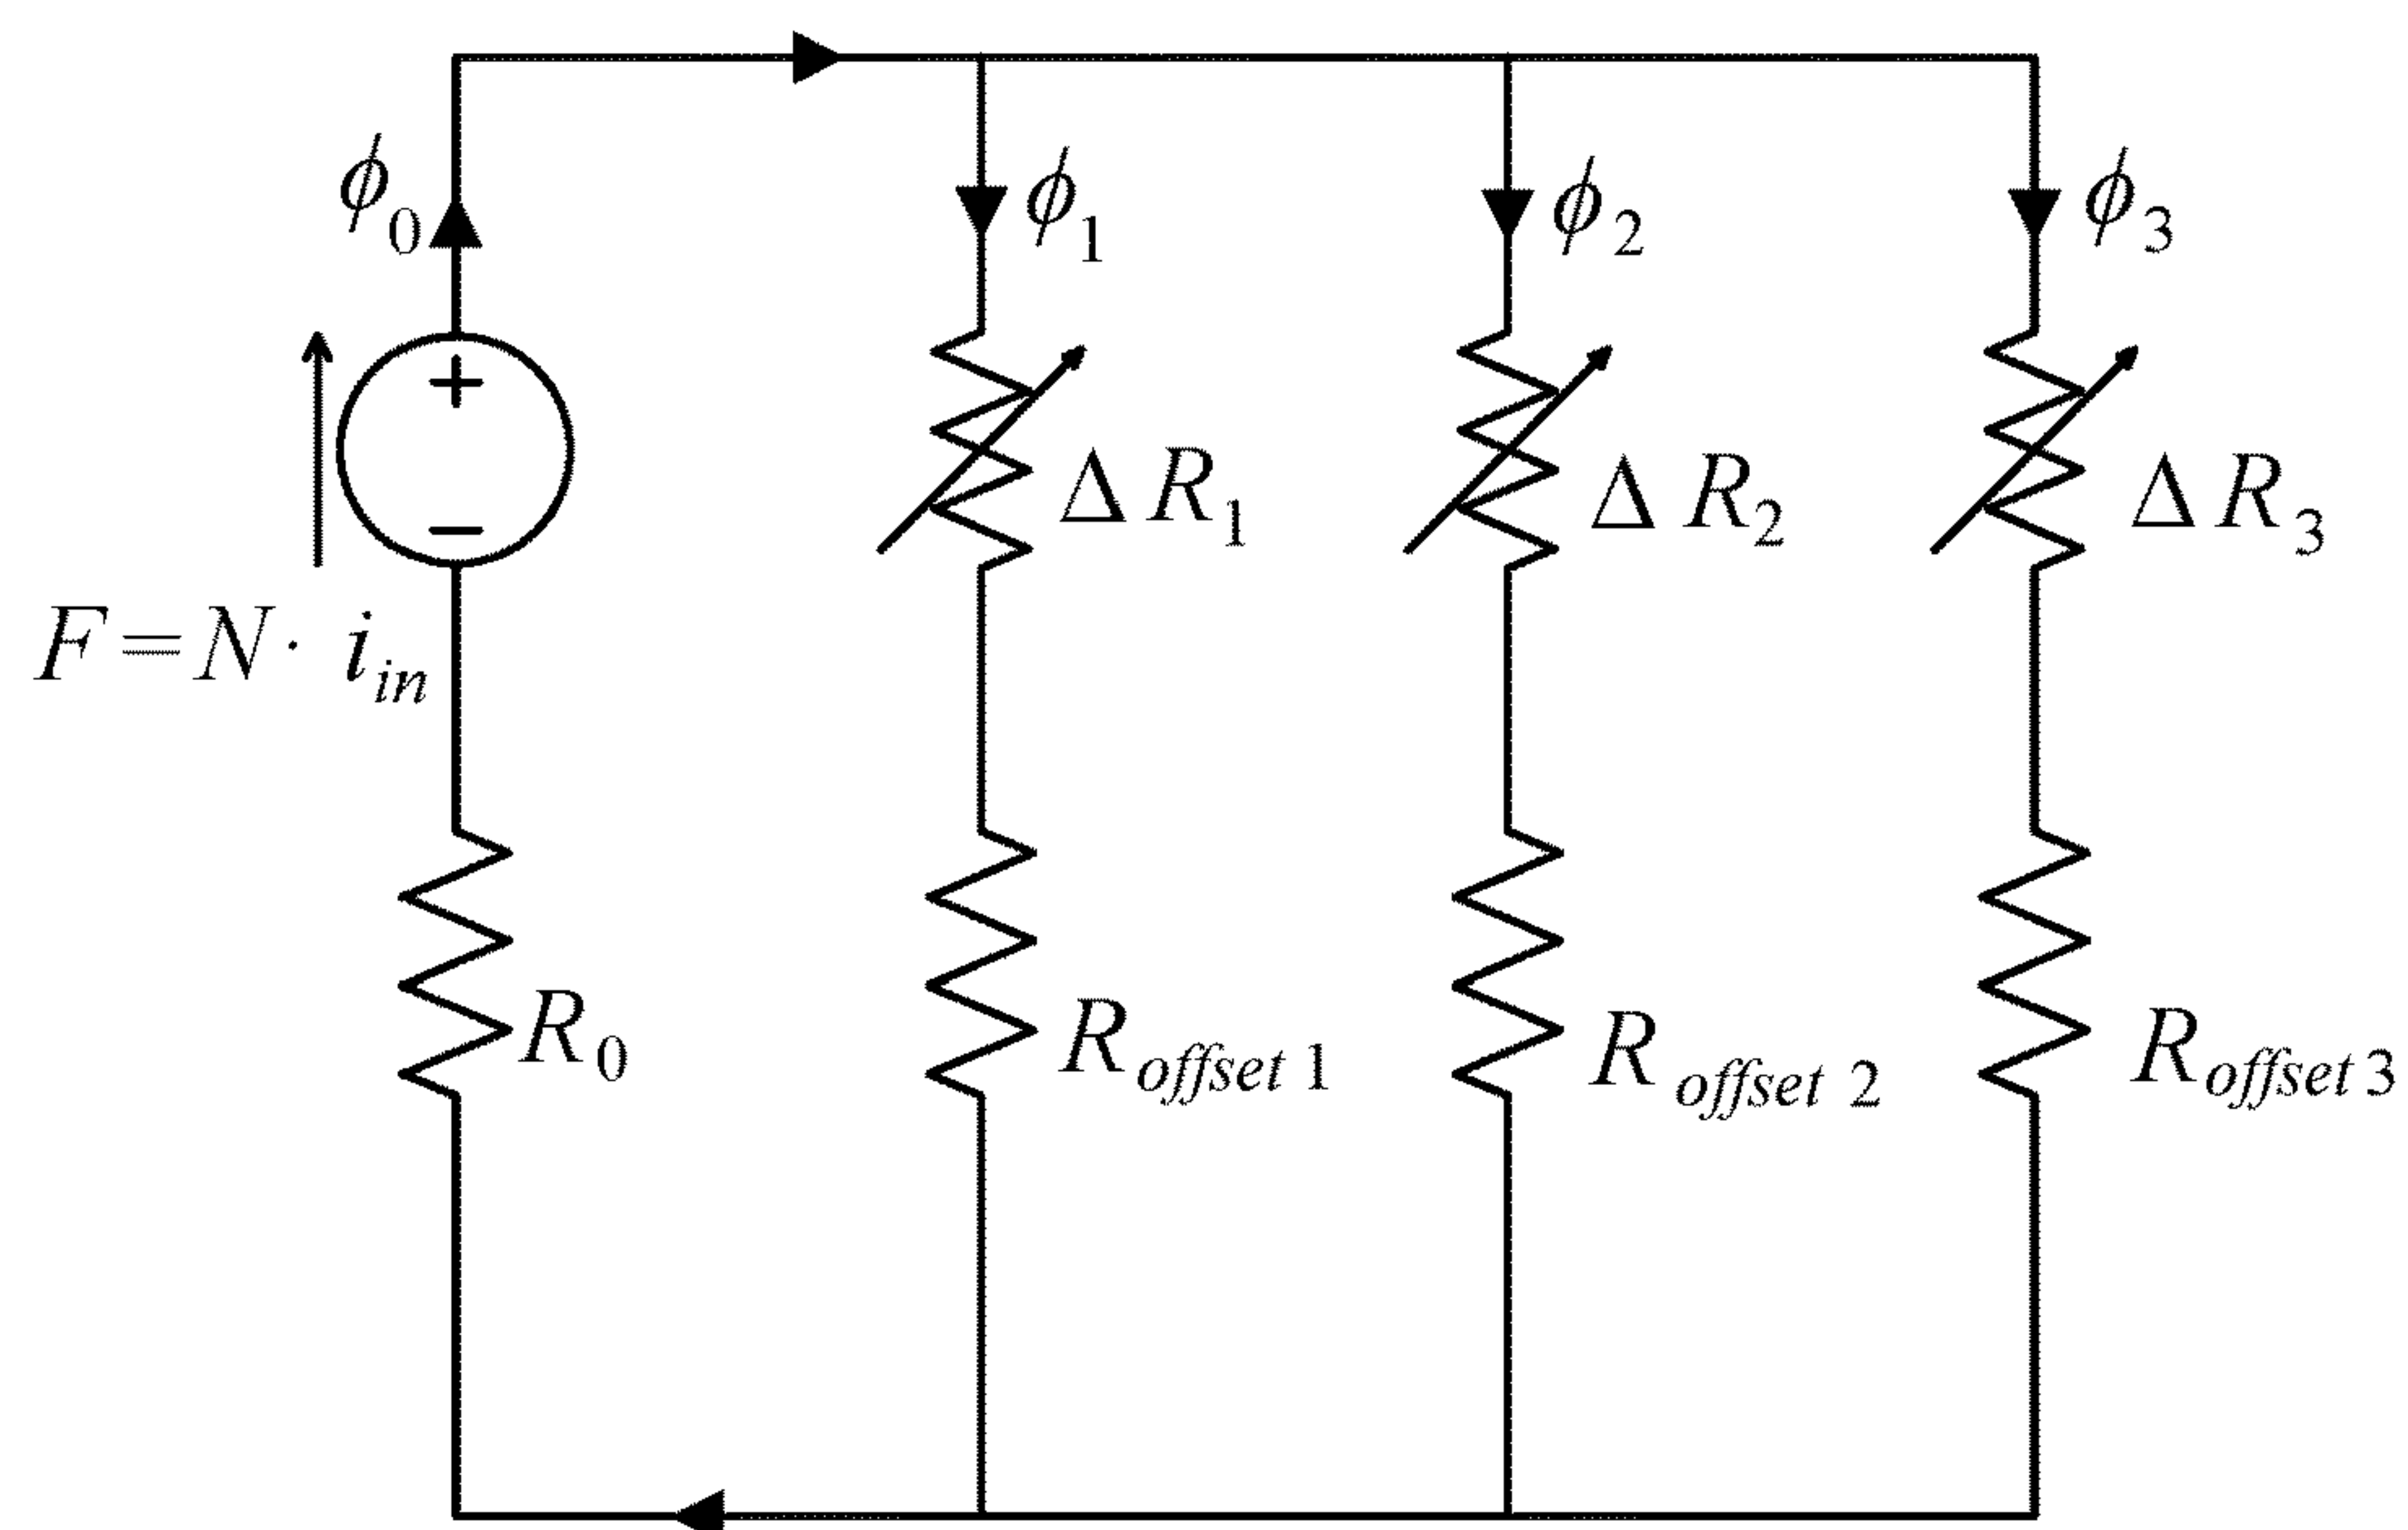 ϕ0
ϕ1
ϕ2
ϕ3
+
−
F=N· iin
ΔR1
ΔR2
ΔR3
R0
Roffset 1
Roffset 2
Roffset 3